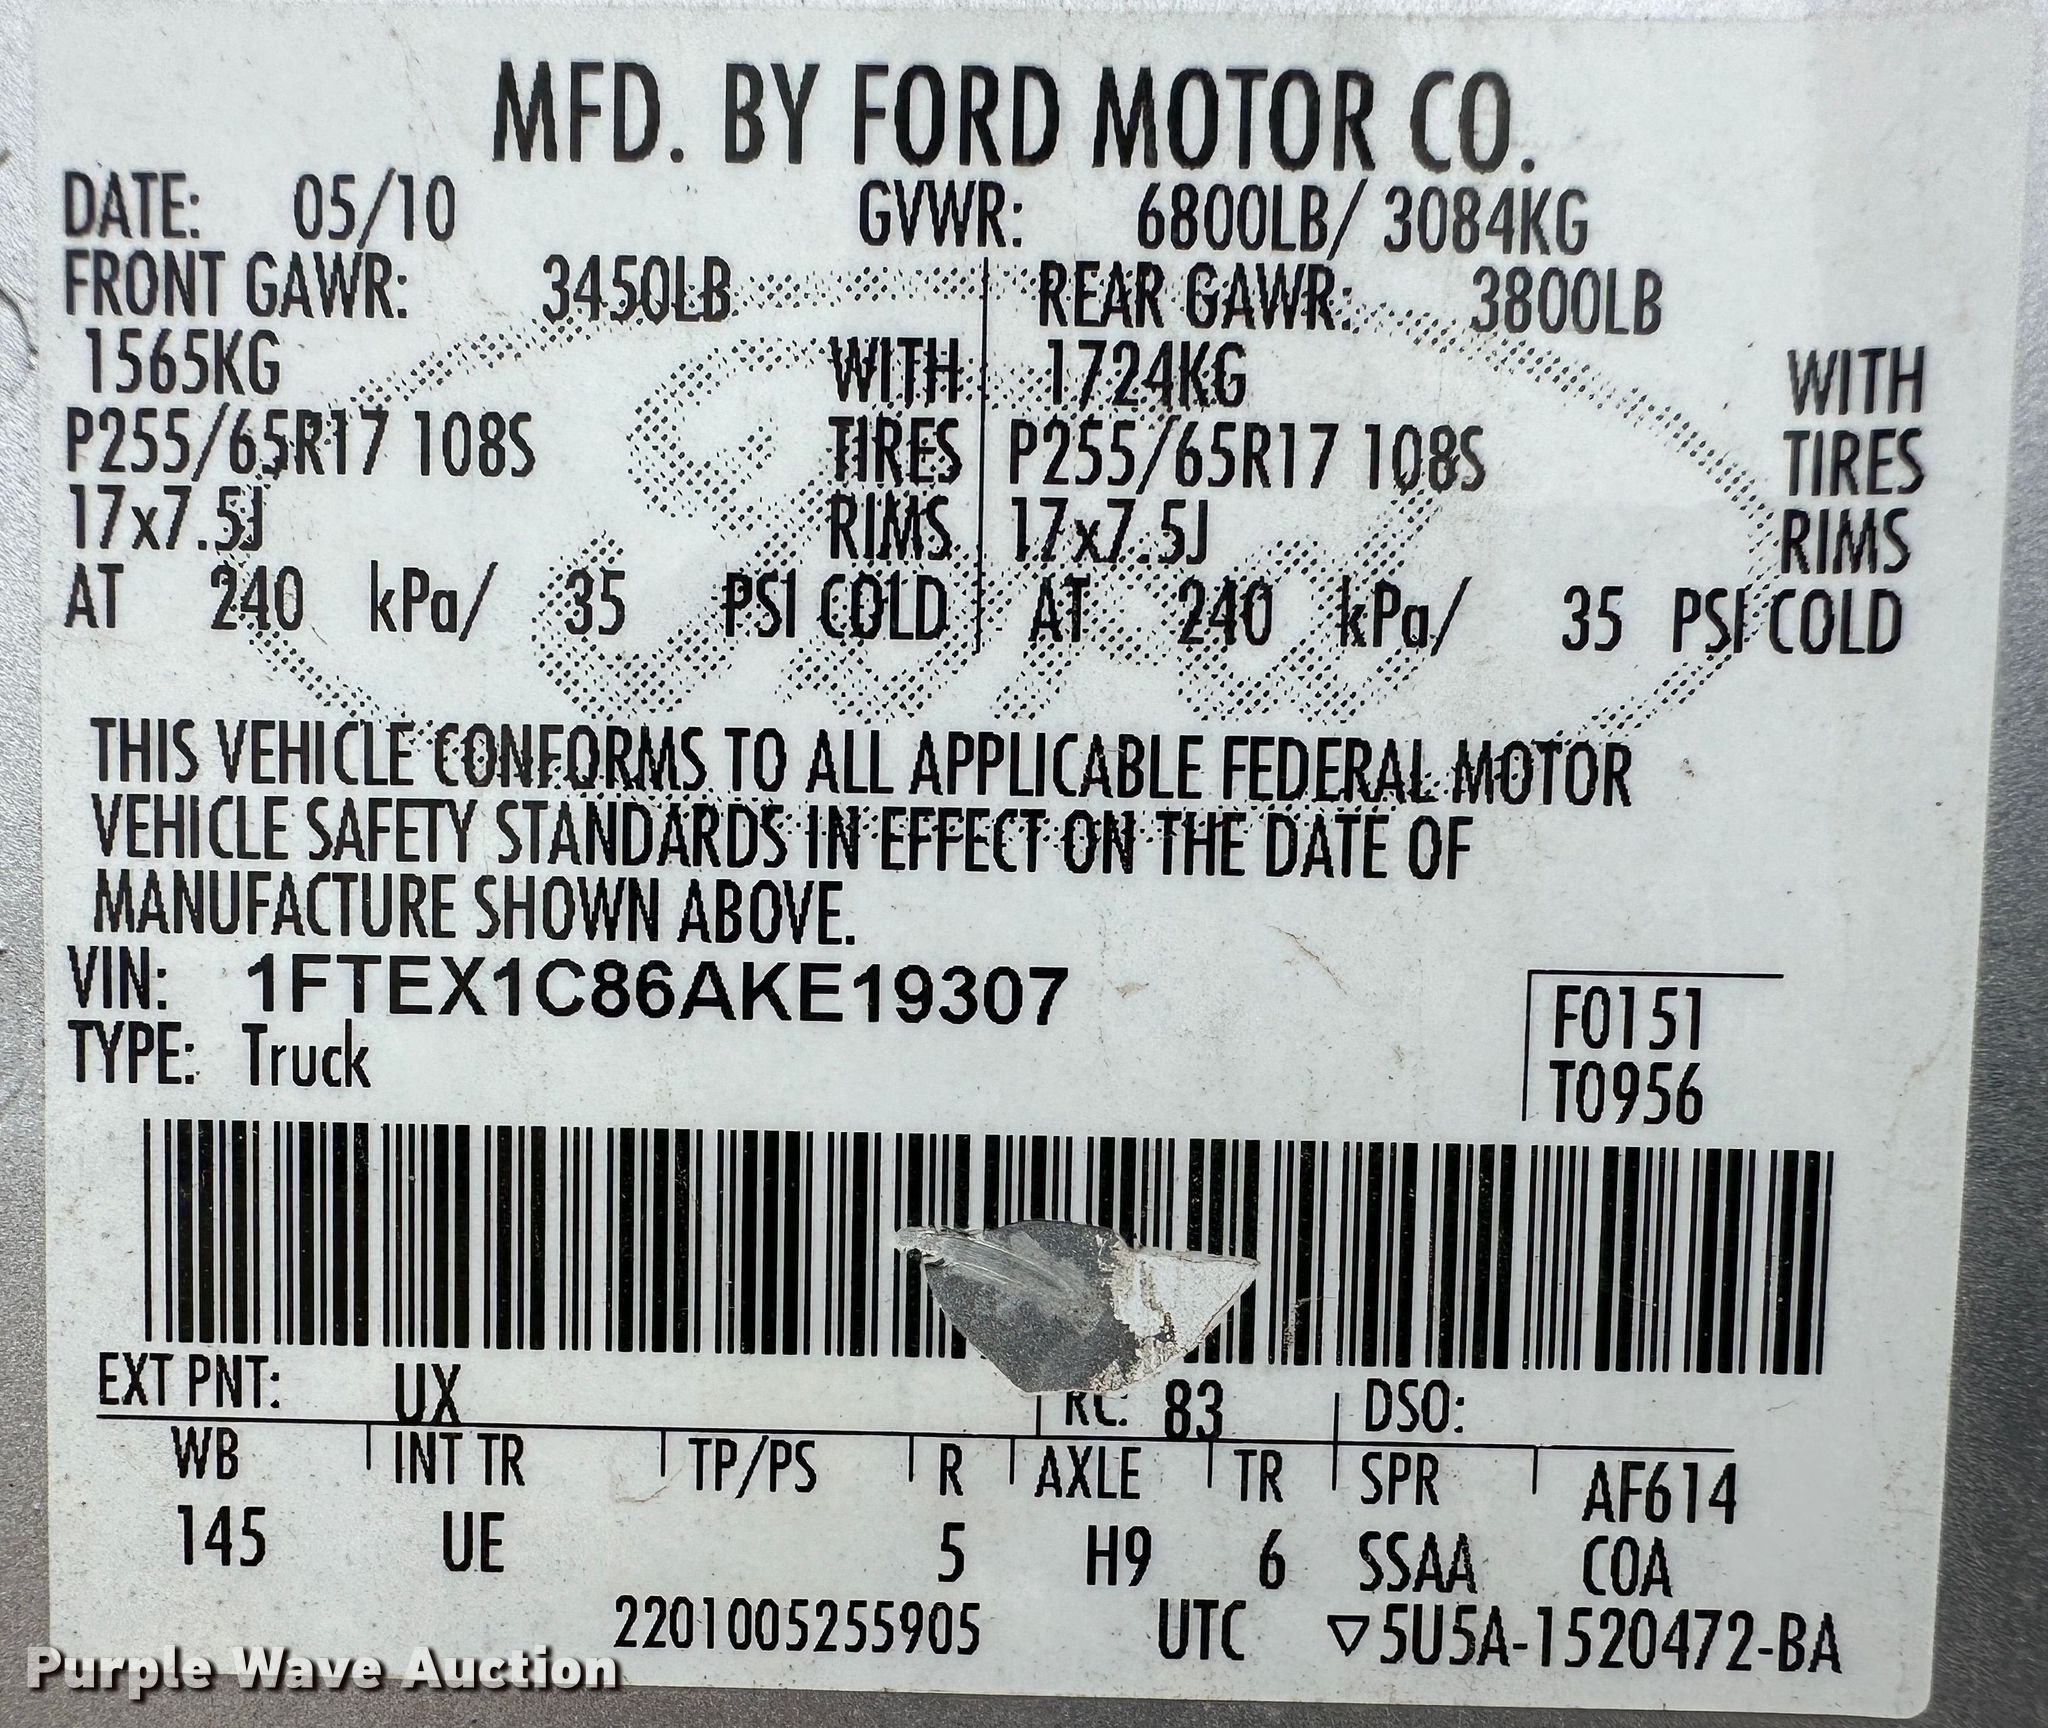 MFD. BY FORD MOTOR CO.
DATE: 05/10 GVWR: 6800LB/ 3084KG
FRONT GAWR: 3450LB REAR GAWR: 3800LB
1565KG WITH 1724KG WITH
P255/65R17 108S TIRES P255/65R17 108S TIRES
17x7.5J RIMS 17x7.5J RIMS
AT 240 kPa/ 35 PSI COLD AT 240 kPa/ 35 PSI COLD
THIS VEHICLE CONFORMS TO ALL APPLICABLE FEDERAL MOTOR
VEHICLE SAFETY STANDARDS IN EFFECT ON THE DATE OF
MANUFACTURE SHOWN ABOVE.
VIN: 1FTEX1C86AKE19307 F0151
TYPE: Truck T0956
EXT PNT: UX RC: 83 DSO:
WB INT TR TP/PS R AXLE TR SPR AF614
145 UE 5 H9 6 SSAA COA
2201005255905 UTC ▽5U5A-1520472-BA
Purple Wave Auction